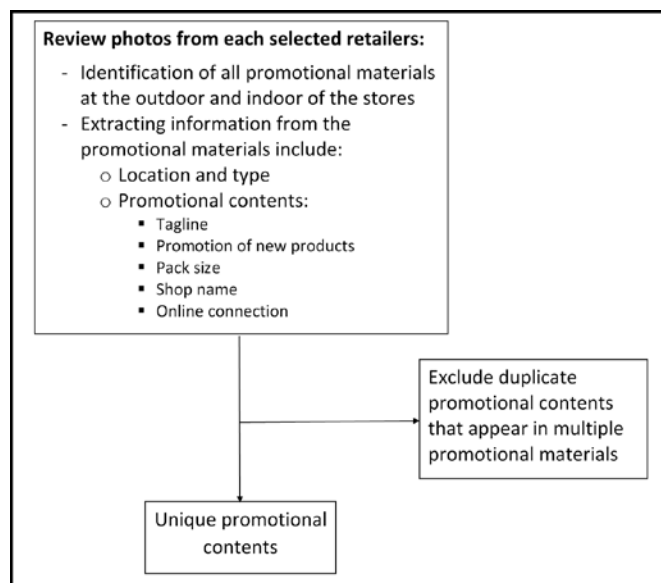 Review photos from each selected retailers:
- Identification of all promotional materials
at the outdoor and indoor of the stores
- Extracting information from the
promotional materials include:
o Location and type
o Promotional contents:
▪ Tagline
▪ Promotion of new products
▪ Pack size
▪ Shop name
▪ Online connection
Exclude duplicate
promotional contents
that appear in multiple
promotional materials
Unique promotional
contents